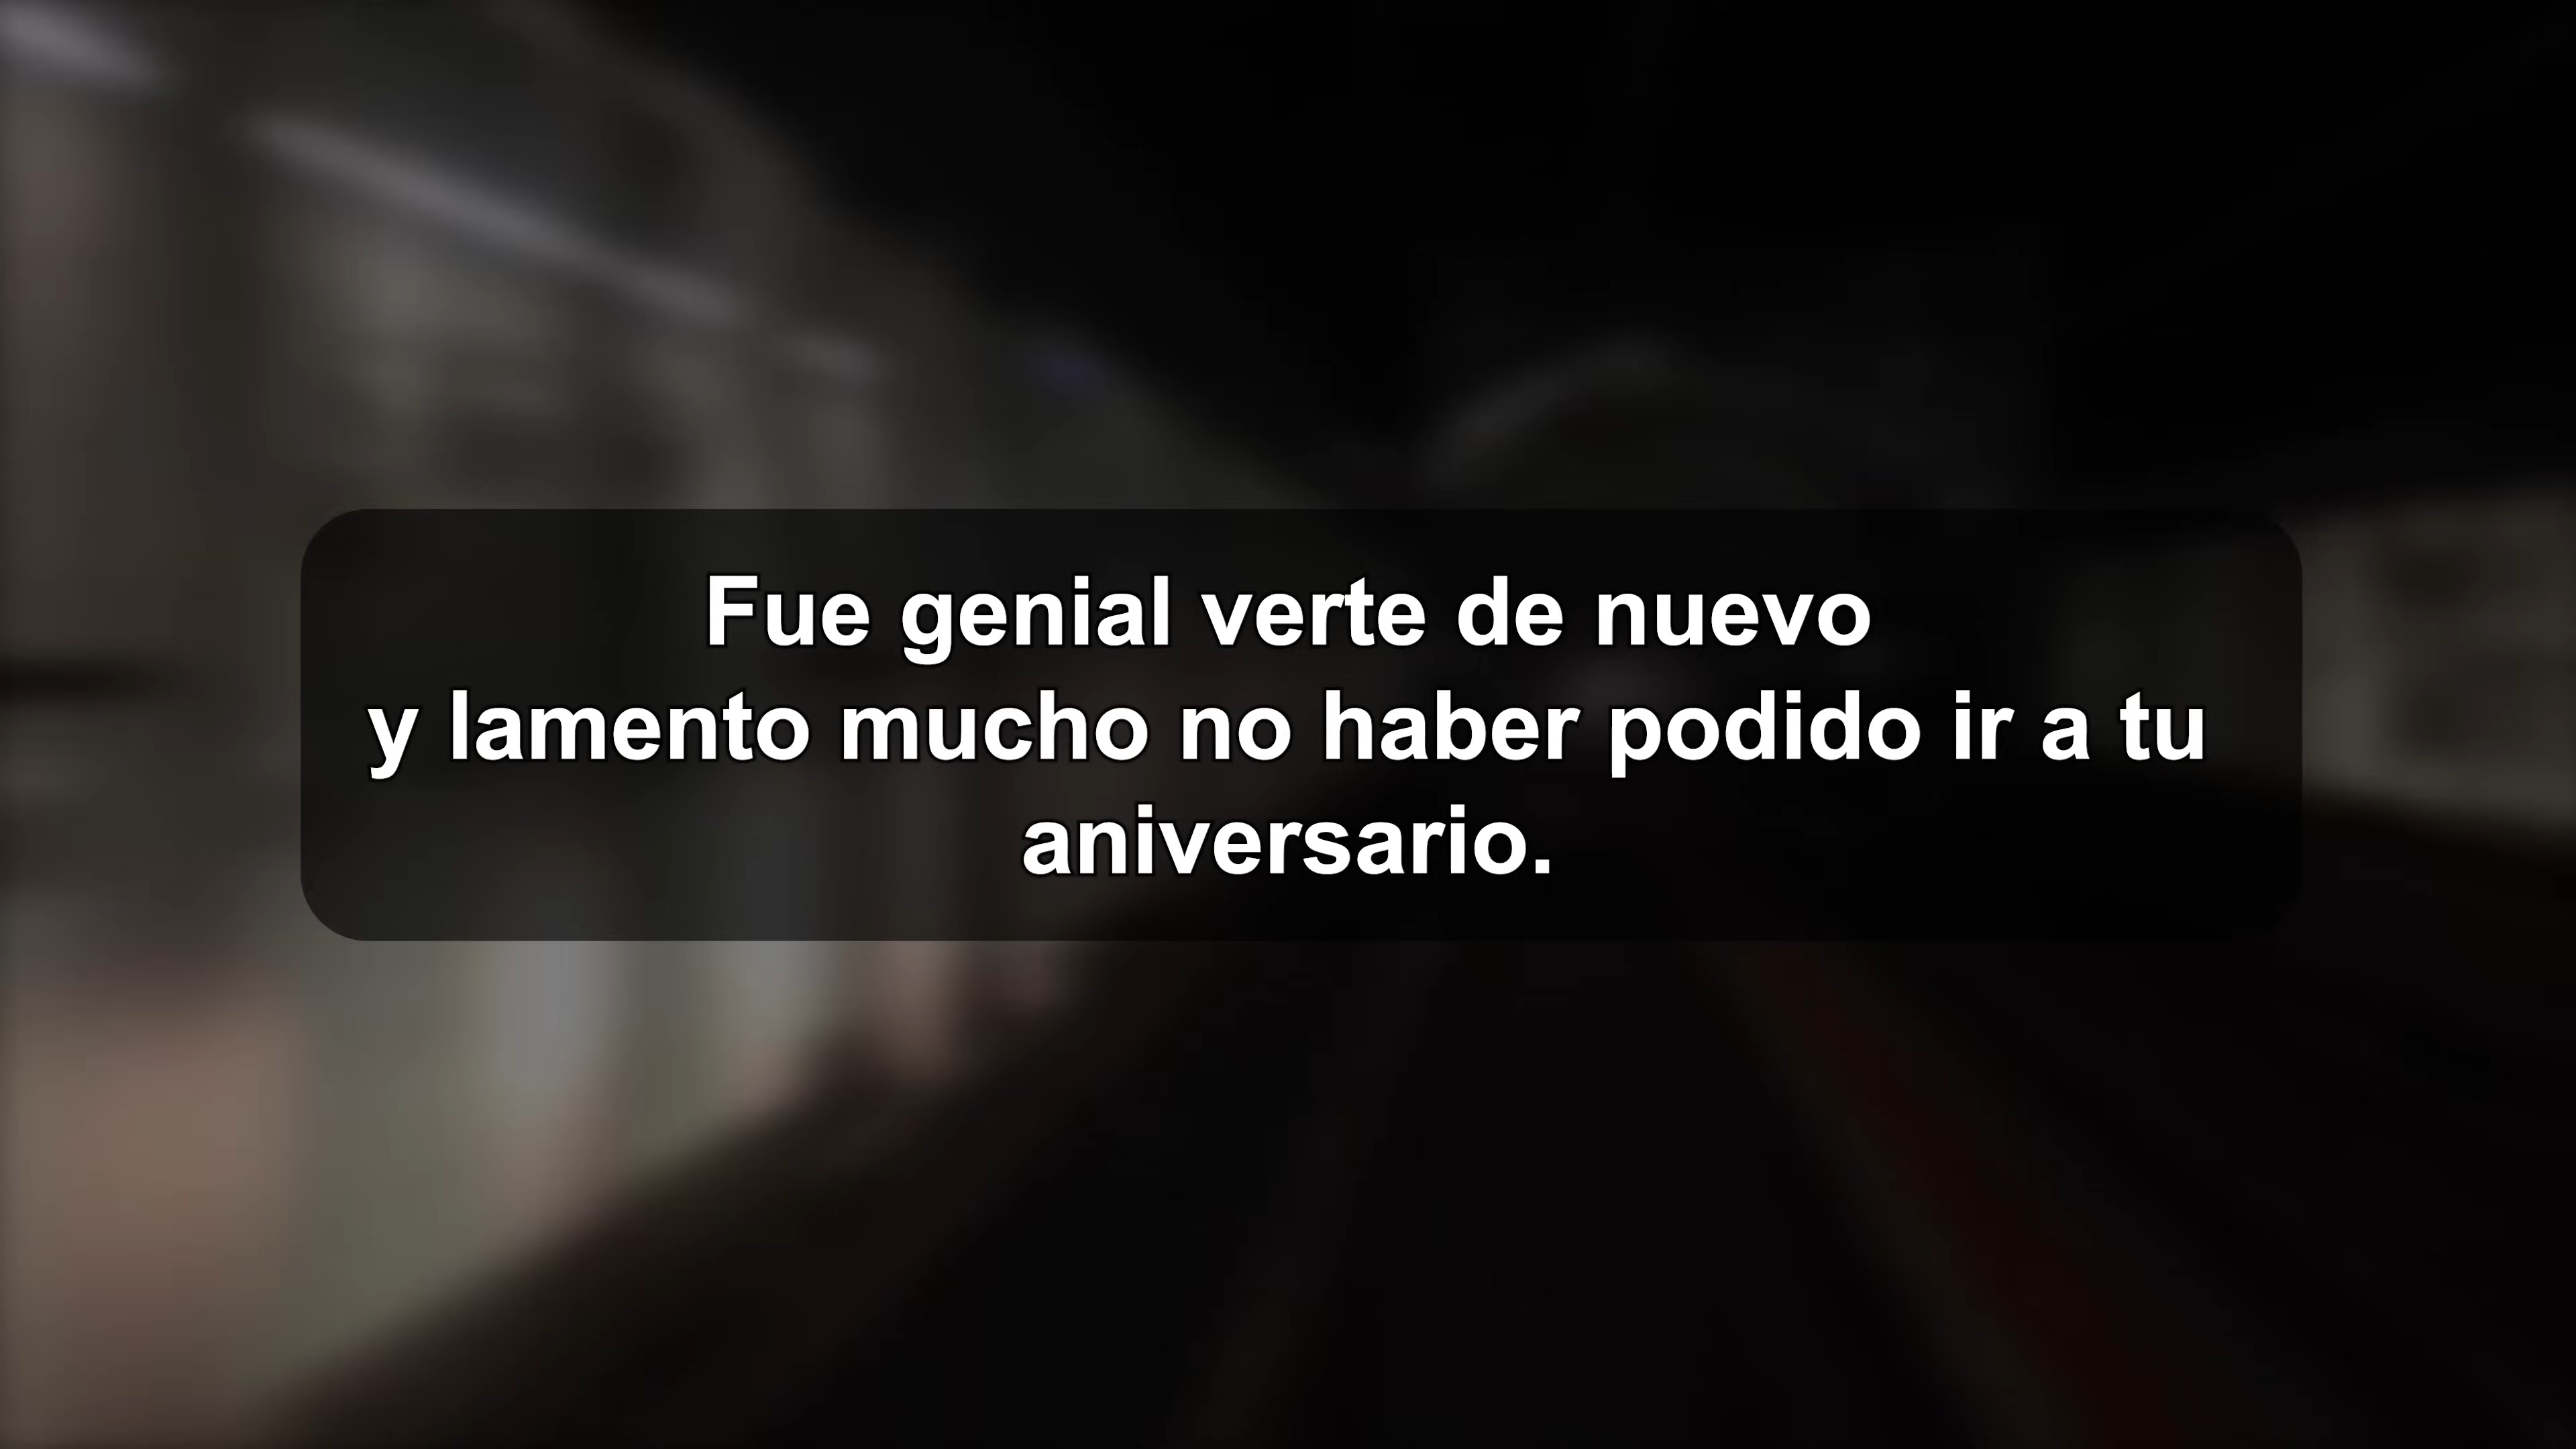 Fue genial verte de nuevo
y lamento mucho no haber podido ir a tu
aniversario.